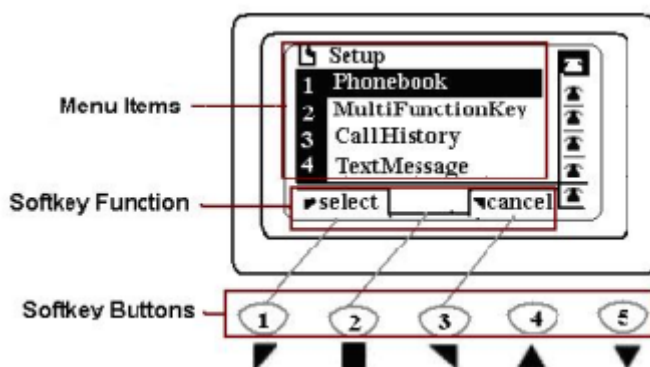 Setup
1 Phonebook
Menu Items
2 MultiFunctionKey
3 CallHistory
4 TextMessage
Softkey Function
select cancel
Softkey Buttons
1 2 3 4 5